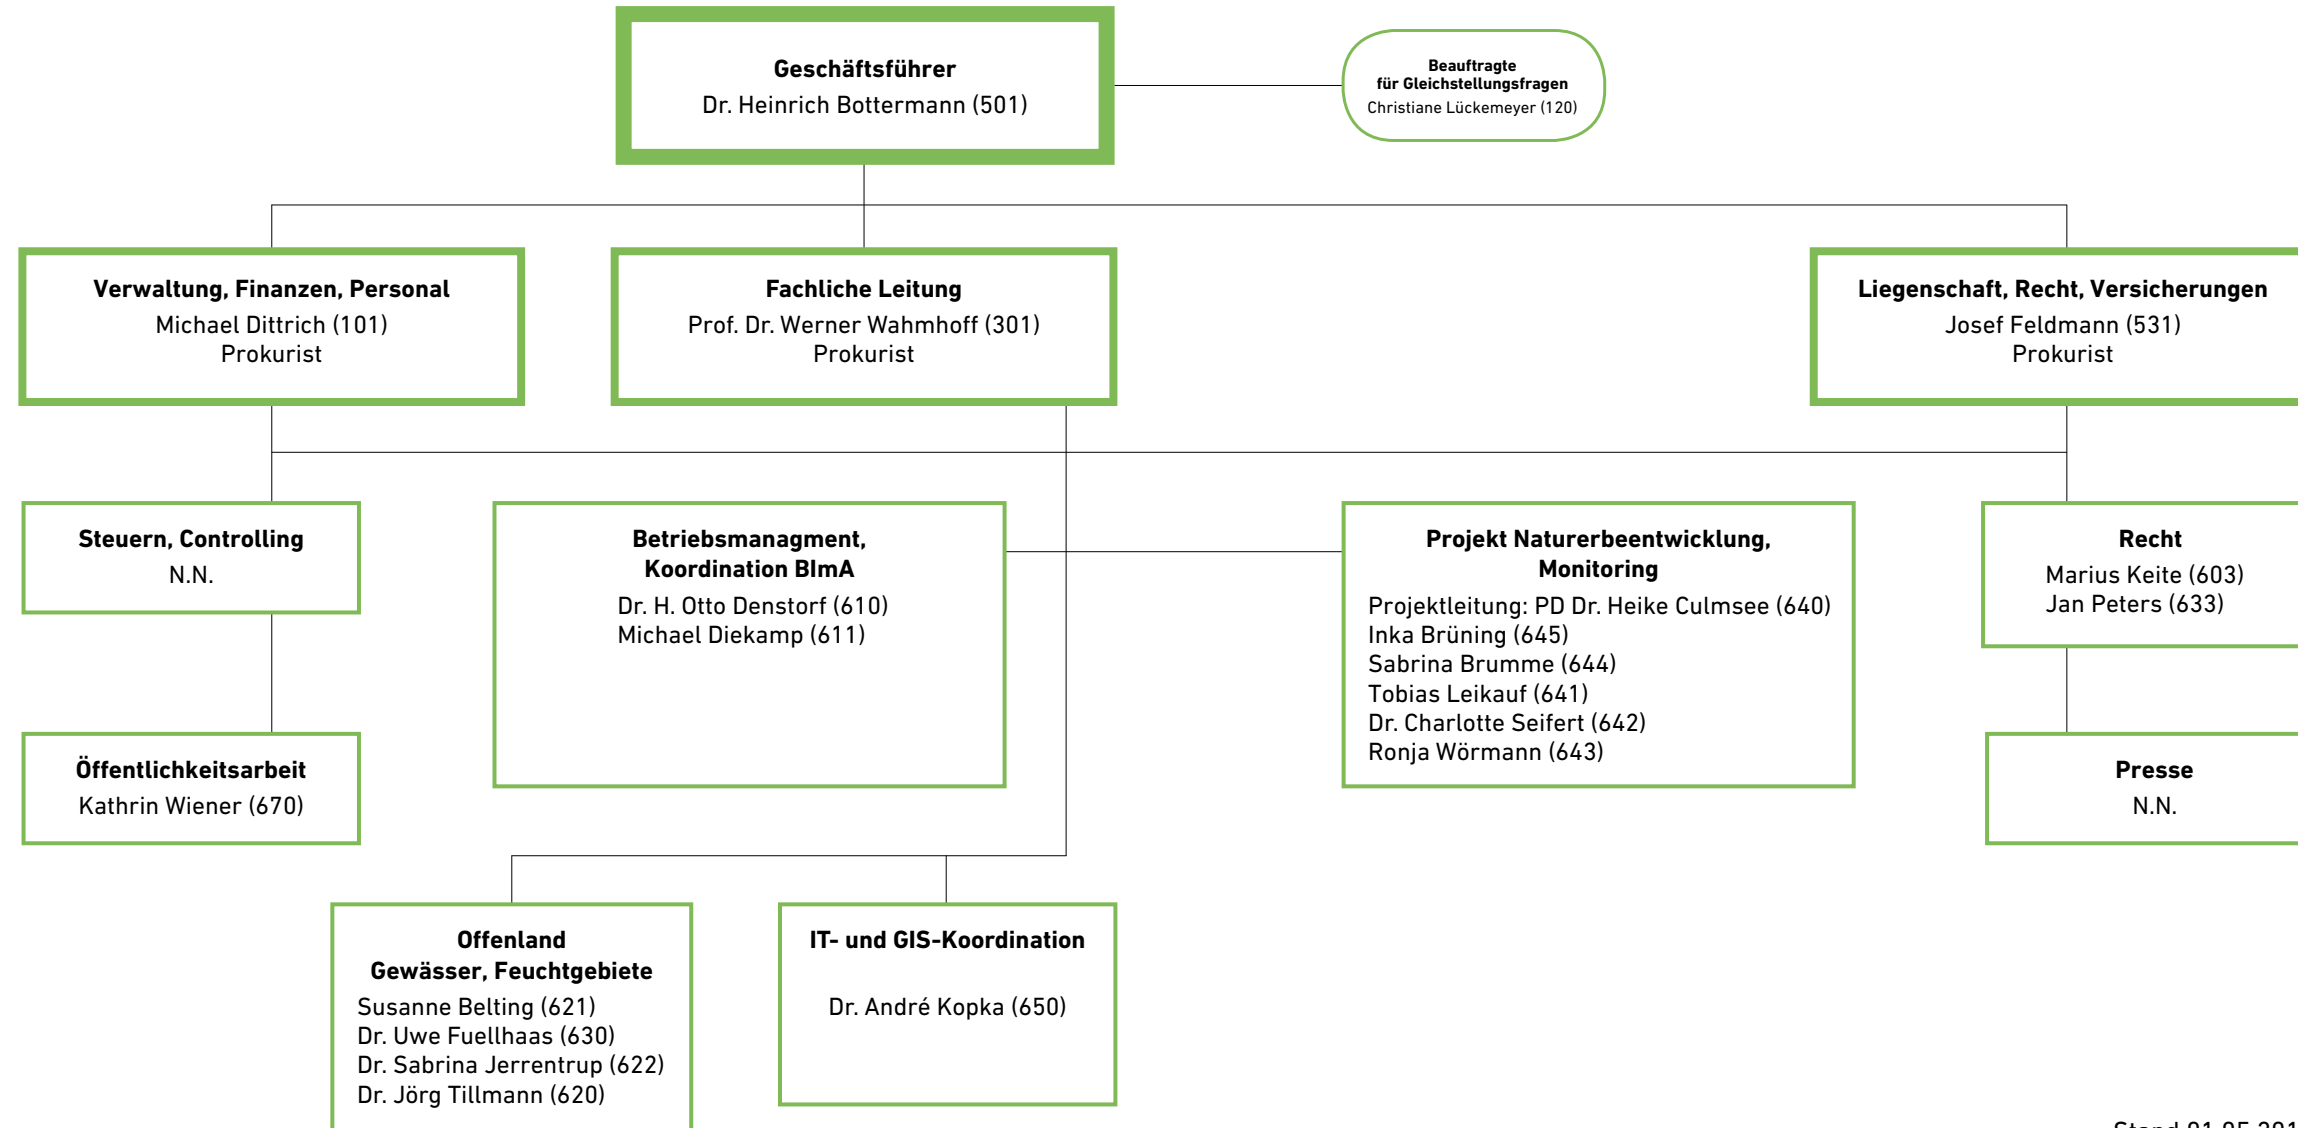 Geschäftsführer
Dr. Heinrich Bottermann (501)
Beauftragte
für Gleichstellungsfragen
Christiane Lückemeyer (120)
Verwaltung, Finanzen, Personal
Michael Dittrich (101)
Prokurist
Fachliche Leitung
Prof. Dr. Werner Wahmhoff (301)
Prokurist
Liegenschaft, Recht, Versicherungen
Josef Feldmann (531)
Prokurist
Steuern, Controlling
N.N.
Betriebsmanagment,
Koordination BImA
Dr. H. Otto Denstorf (610)
Michael Diekamp (611)
Projekt Naturerbeentwicklung,
Monitoring
Projektleitung: PD Dr. Heike Culmsee (640)
Inka Brüning (645)
Sabrina Brumme (644)
Tobias Leikauf (641)
Dr. Charlotte Seifert (642)
Ronja Wörmann (643)
Recht
Marius Keite (603)
Jan Peters (633)
Öffentlichkeitsarbeit
Kathrin Wiener (670)
Presse
N.N.
Offenland
Gewässer, Feuchtgebiete
Susanne Belting (621)
Dr. Uwe Fuellhaas (630)
Dr. Sabrina Jerrentrup (622)
Dr. Jörg Tillmann (620)
IT- und GIS-Koordination
Dr. André Kopka (650)
Stand